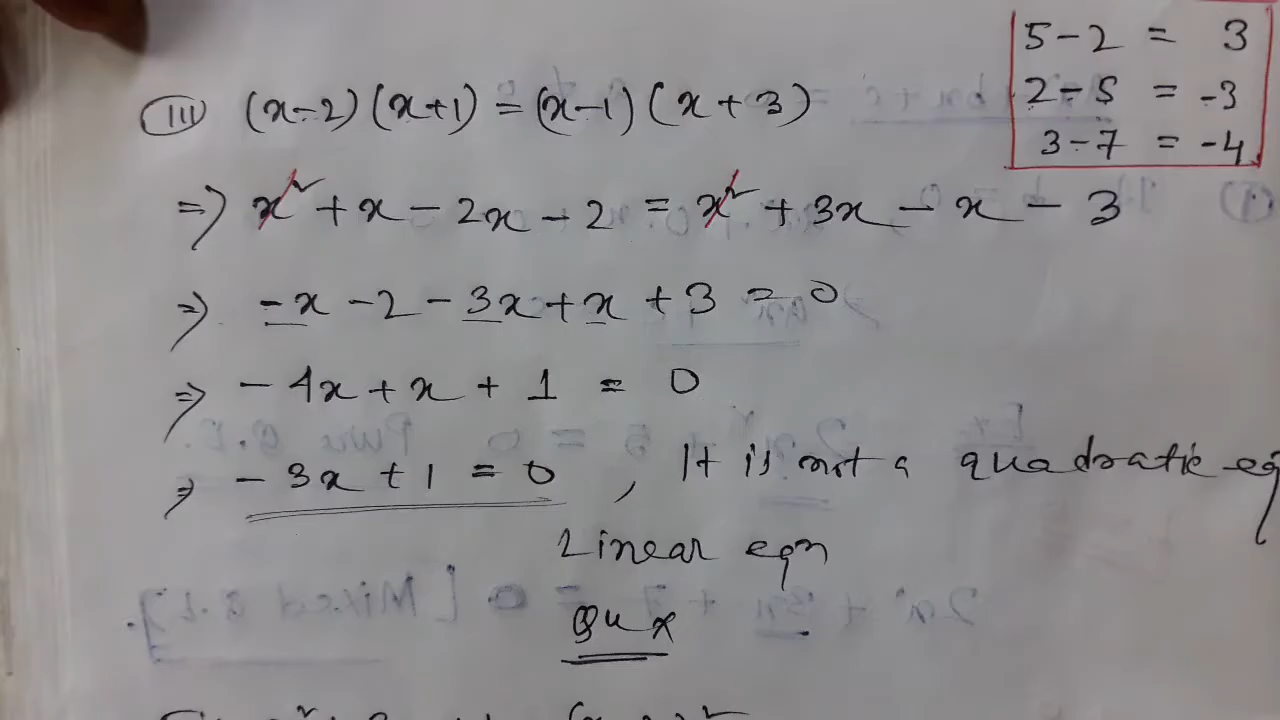 5 - 2 = 3
2 - 5 = -3
3 - 7 = -4
(III) (x-2)(x+1) = (x-1)(x+3)
⇒ x² + x - 2x - 2 = x² + 3x - x - 3
⇒ -x - 2 - 3x + x + 3 = 0
⇒ -4x + x + 1 = 0
⇒ -3x + 1 = 0 , It is not a quadratic eq
Linear eqn